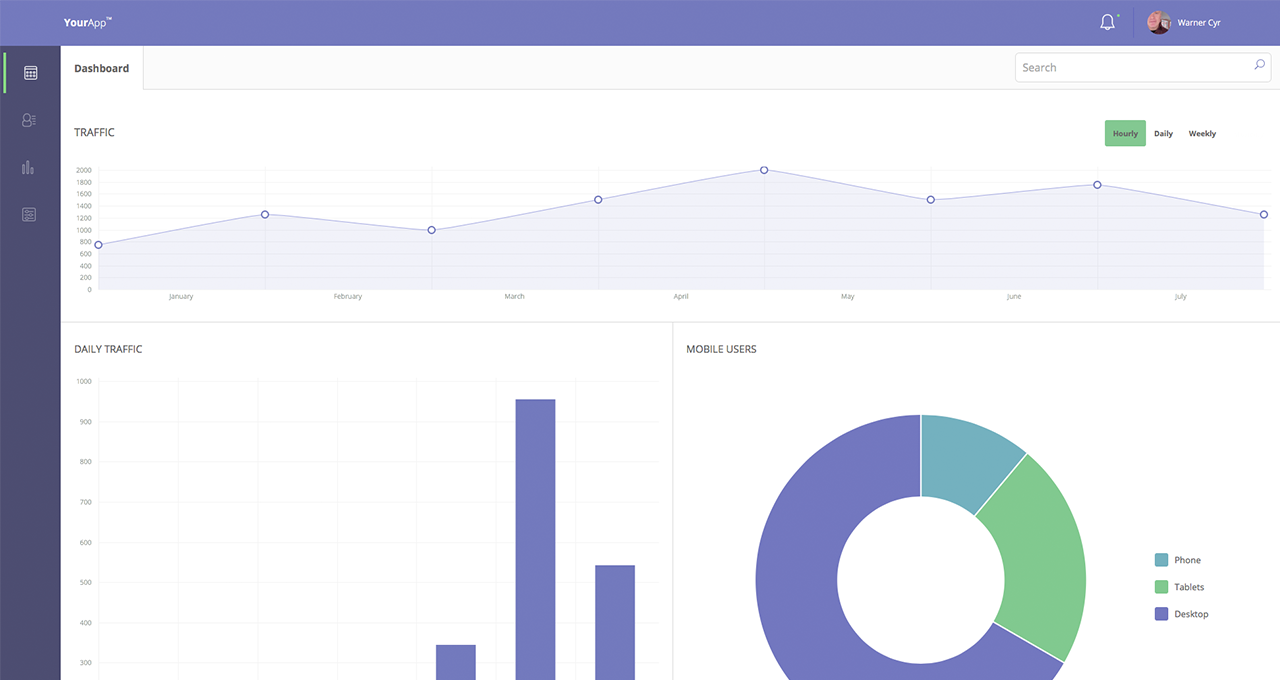 YourApp™
Warner Cyr
Dashboard
Search
TRAFFIC
Hourly Daily Weekly
2000
1800
1600
1400
1200
1000
800
600
400
200
0
January February March April May June July
DAILY TRAFFIC
1000
900
800
700
600
500
400
300
MOBILE USERS
Phone
Tablets
Desktop